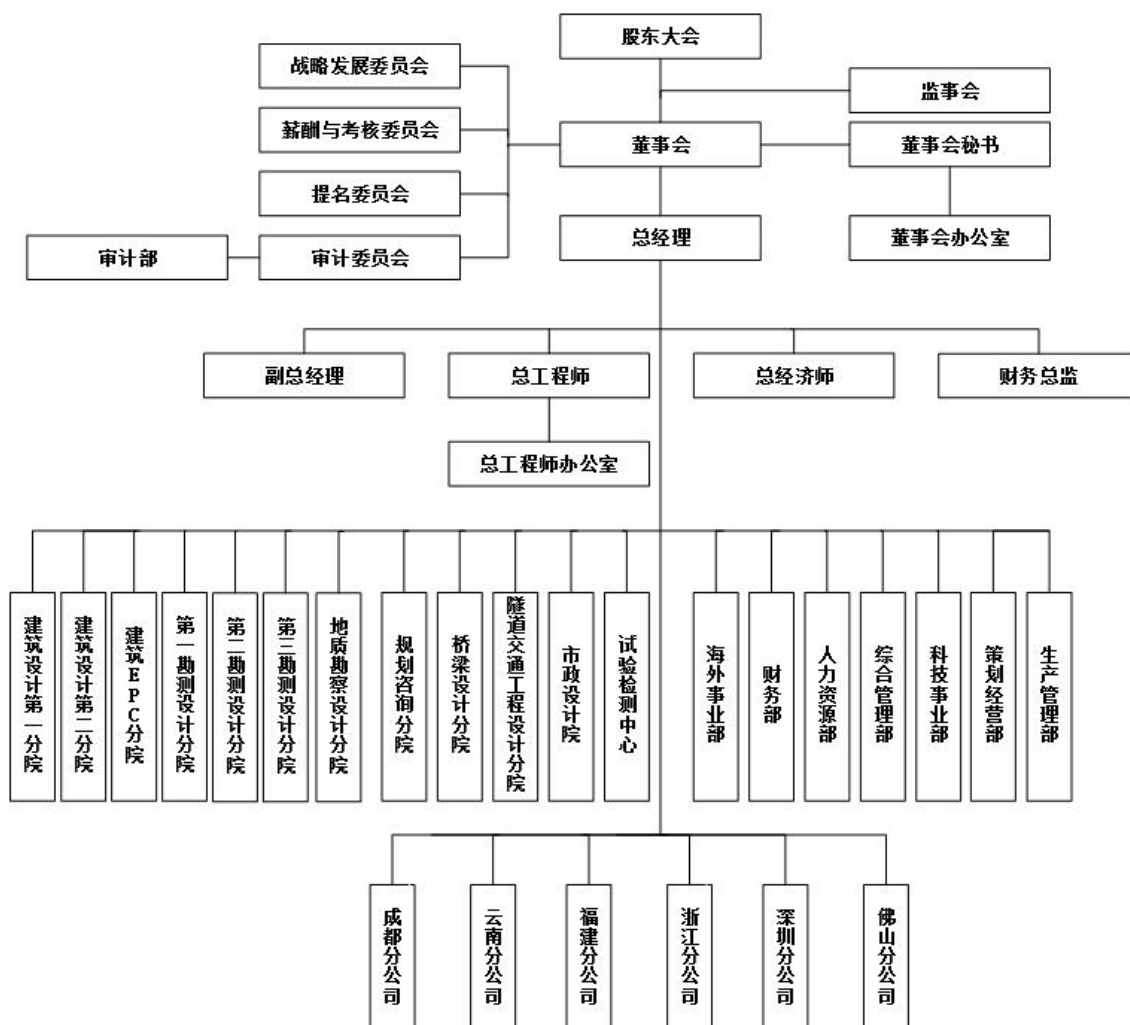 股东大会
战略发展委员会
监事会
薪酬与考核委员会
董事会
董事会秘书
提名委员会
总经理
董事会办公室
审计部
审计委员会
副总经理
总工程师
总经济师
财务总监
总工程师办公室
建筑设计第一分院
建筑设计第二分院
建筑EPC分院
第一勘测设计分院
第二勘测设计分院
第三勘测设计分院
地质勘察设计分院
规划咨询分院
桥梁设计分院
隧道交通工程设计分院
市政设计院
试验检测中心
海外事业部
财务部
人力资源部
综合管理部
科技事业部
策划经营部
生产管理部
成都分公司
云南分公司
福建分公司
浙江分公司
深圳分公司
佛山分公司